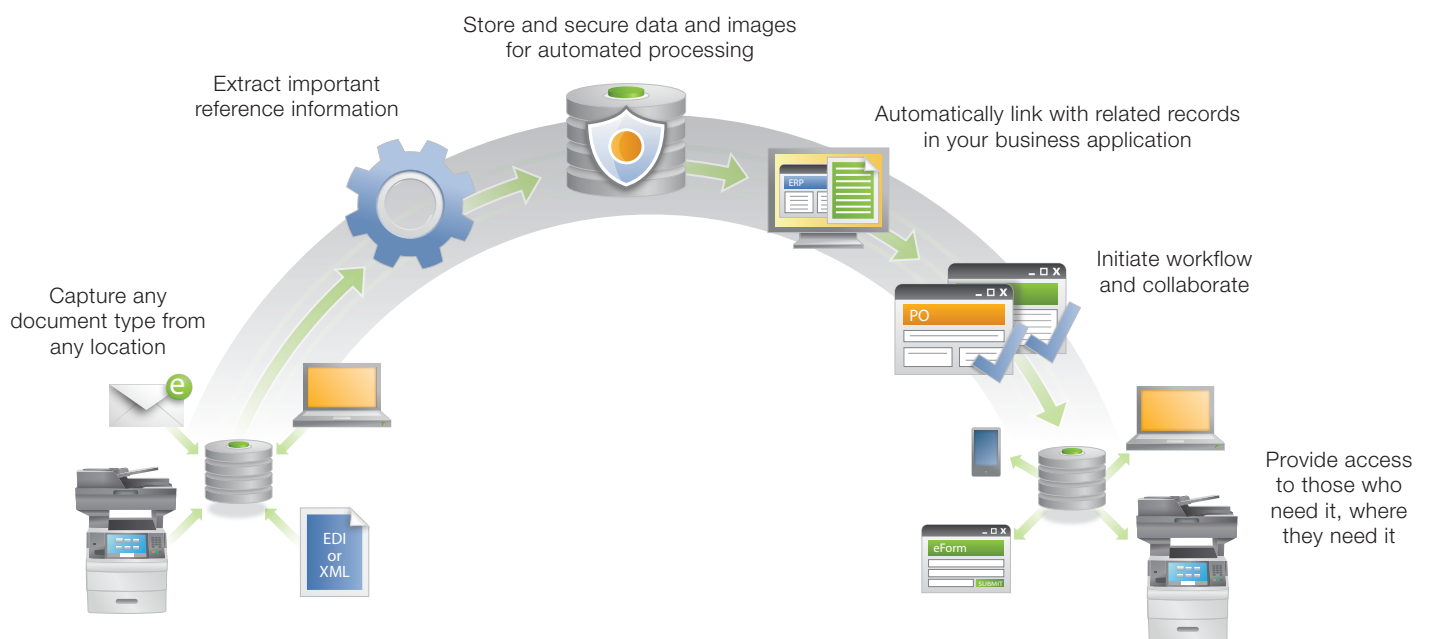 Store and secure data and images
for automated processing
Extract important
reference information
Automatically link with related records
in your business application
ERP
Initiate workflow
and collaborate
PO
Capture any
document type from
any location
e
EDI
or
XML
Provide access
to those who
need it, where
they need it
eForm
SUBMIT